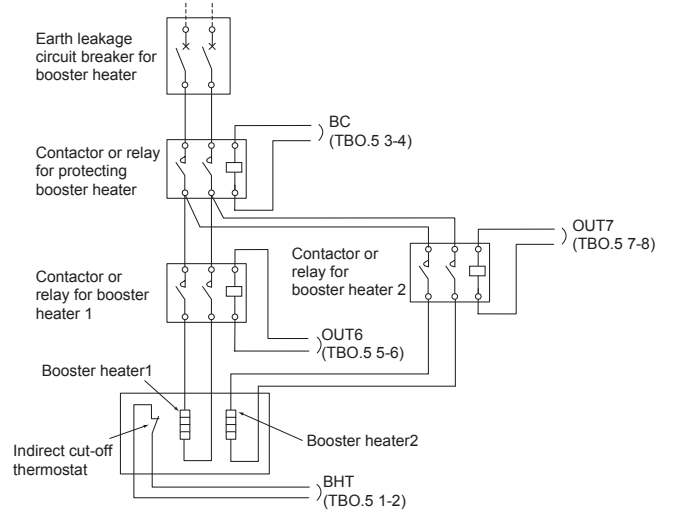 Earth leakage
circuit breaker for
booster heater
BC
(TBO.5 3-4)
Contactor or relay
for protecting
booster heater
OUT7
(TBO.5 7-8)
Contactor or
relay for
booster heater 2
Contactor or
relay for booster
heater 1
OUT6
(TBO.5 5-6)
Booster heater1
Booster heater2
Indirect cut-off
thermostat
BHT
(TBO.5 1-2)